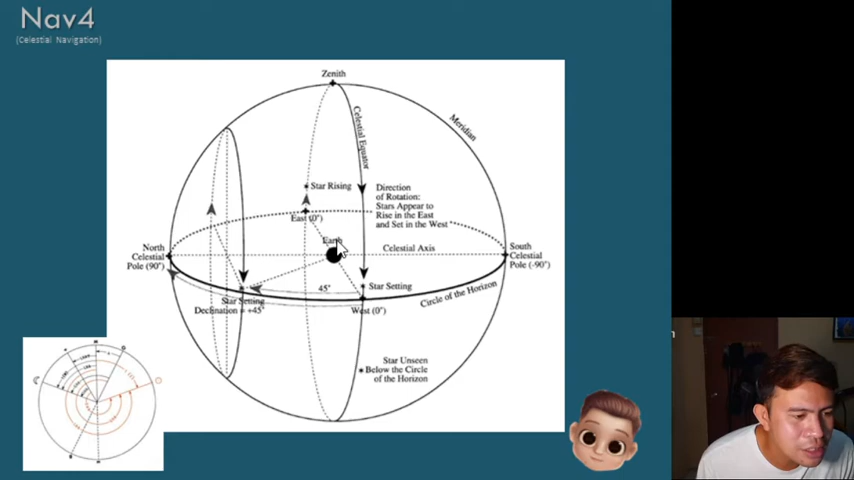 Nav4
(Celestial Navigation)
Zenith
Celestial Equator
Meridian
Star Rising
Direction
of Rotation:
Stars Appear to
Rise in the East
and Set in the West
East (0°)
Earth
Celestial Axis
North
Celestial
Pole (90°)
South
Celestial
Pole (-90°)
45°
Star Setting
Star Setting
Declination = +45°
West (0°)
Circle of the Horizon
Star Unseen
Below the Circle
of the Horizon